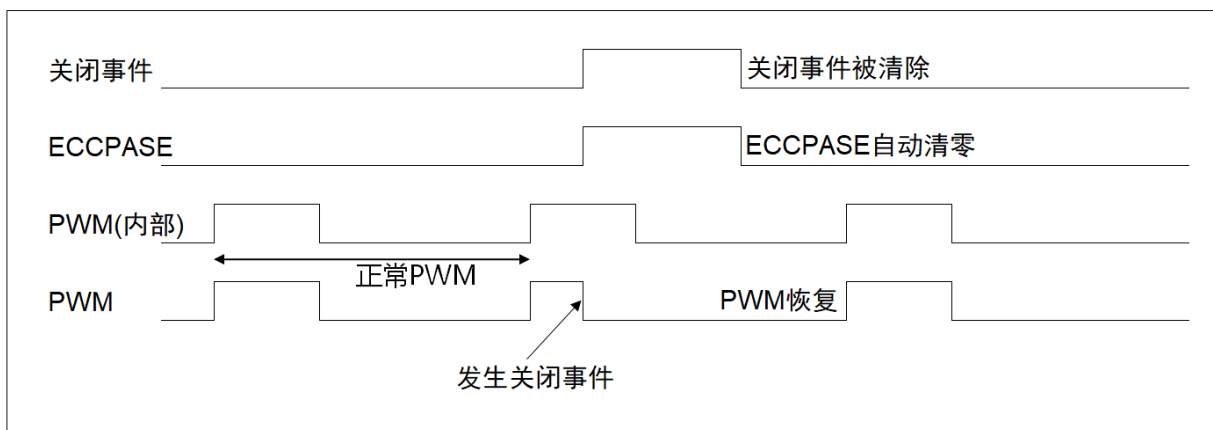 关闭事件
关闭事件被清除
ECCPASE
ECCPASE自动清零
PWM(内部)
正常PWM
PWM
PWM恢复
发生关闭事件